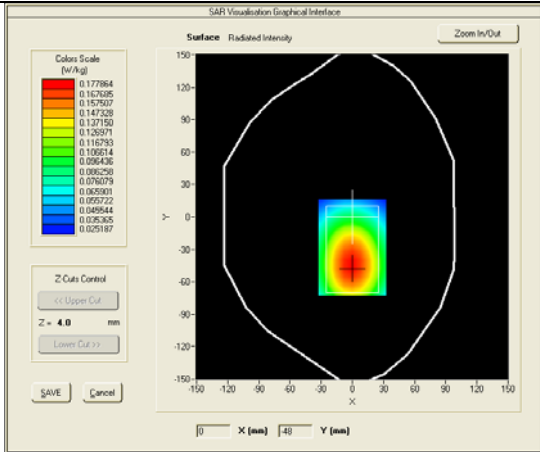 SAR Visualisation Graphical Interface
Surface Radiated Intensity
Zoom In/Out
Colors Scale
(W/kg)
0.177864
0.167685
0.157507
0.147328
0.137150
0.126971
0.116793
0.106614
0.096436
0.086258
0.076079
0.065901
0.055722
0.045544
0.035365
0.025187
150
120
90
60
30
0
-30
-60
-90
-120
-150
Y
-150 -120 -90 -60 -30 0 30 60 90 120 150
X
Z Cuts Control
<< Upper Cut
Z = 4.0 mm
Lower Cut >>
SAVE Cancel
0 X (mm) -48 Y (mm)